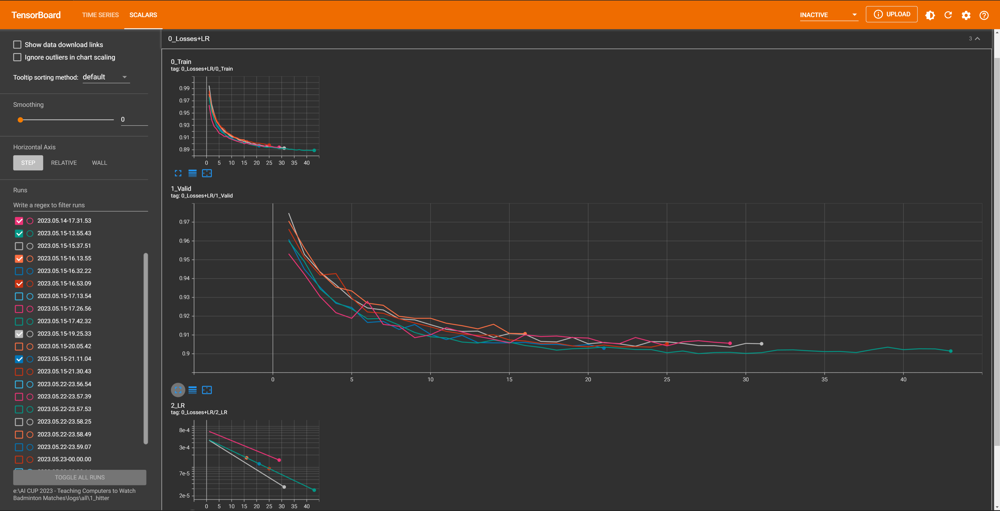 TensorBoard
TIME SERIES
SCALARS
INACTIVE
UPLOAD
Show data download links
Ignore outliers in chart scaling
Tooltip sorting method: default
Smoothing
0
Horizontal Axis
STEP
RELATIVE
WALL
Runs
Write a regex to filter runs
2023.05.14-17.31.53
2023.05.15-13.55.43
2023.05.15-15.37.51
2023.05.15-16.13.55
2023.05.15-16.32.22
2023.05.15-16.53.09
2023.05.15-17.13.54
2023.05.15-17.26.56
2023.05.15-17.42.32
2023.05.15-19.25.33
2023.05.15-20.05.42
2023.05.15-21.11.04
2023.05.15-21.30.43
2023.05.22-23.56.54
2023.05.22-23.57.39
2023.05.22-23.57.53
2023.05.22-23.58.25
2023.05.22-23.58.49
2023.05.22-23.59.07
2023.05.23-00.00.00
TOGGLE ALL RUNS
e:\AI CUP 2023 - Teaching Computers to Watch
Badminton Matches\logs\all\1_hitter
0_Losses+LR
3
0_Train
tag: 0_Losses+LR/0_Train
0.99
0.97
0.95
0.93
0.91
0.89
0 5 10 15 20 25 30 35 40
1_Valid
tag: 0_Losses+LR/1_Valid
0.97
0.96
0.95
0.94
0.93
0.92
0.91
0.9
0 5 10 15 20 25 30 35 40
2_LR
tag: 0_Losses+LR/2_LR
8e-4
3e-4
7e-5
2e-5
0 5 10 15 20 25 30 35 40